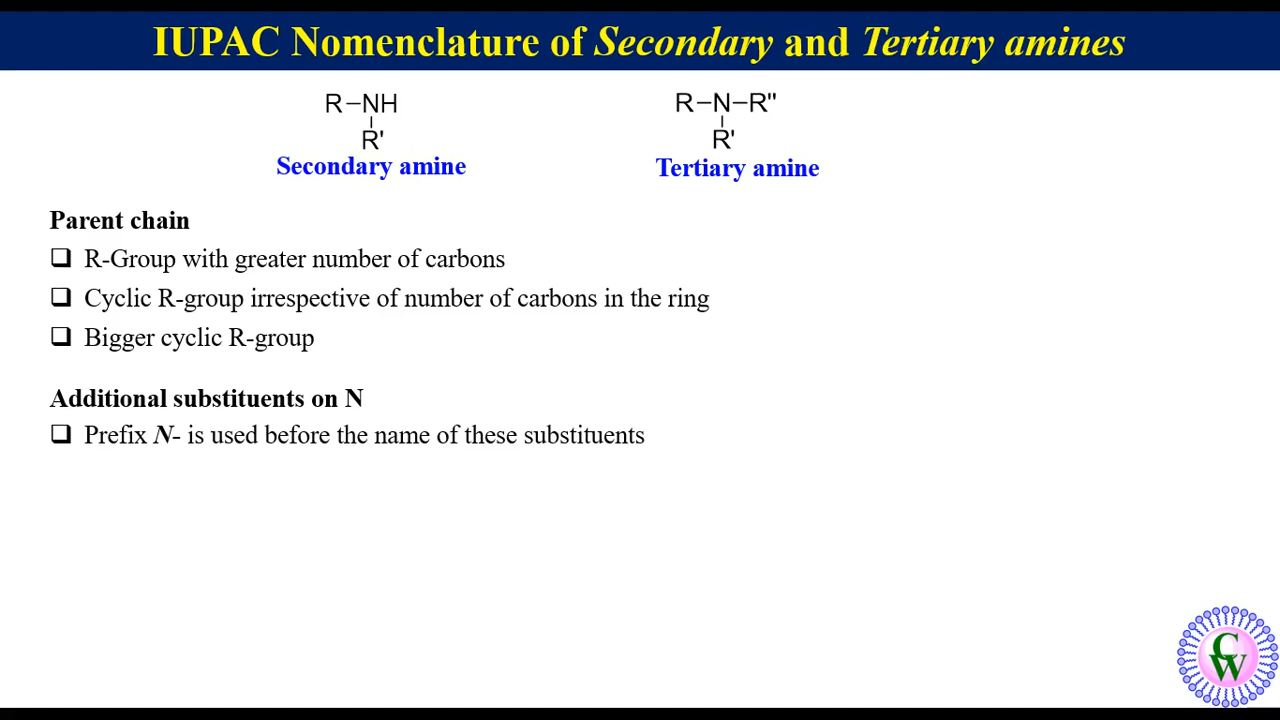 IUPAC Nomenclature of Secondary and Tertiary amines
R–NH
R'
Secondary amine
R–N–R"
R'
Tertiary amine
Parent chain
❑ R-Group with greater number of carbons
❑ Cyclic R-group irrespective of number of carbons in the ring
❑ Bigger cyclic R-group
Additional substituents on N
❑ Prefix N- is used before the name of these substituents
CW